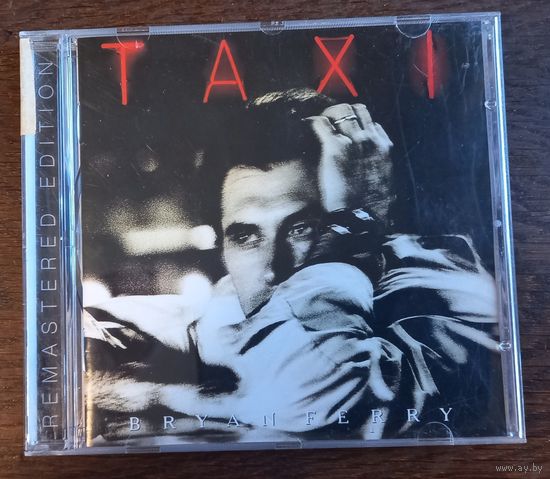 TAXI
REMASTERED EDITION
BRYAN FERRY
www.ay.by